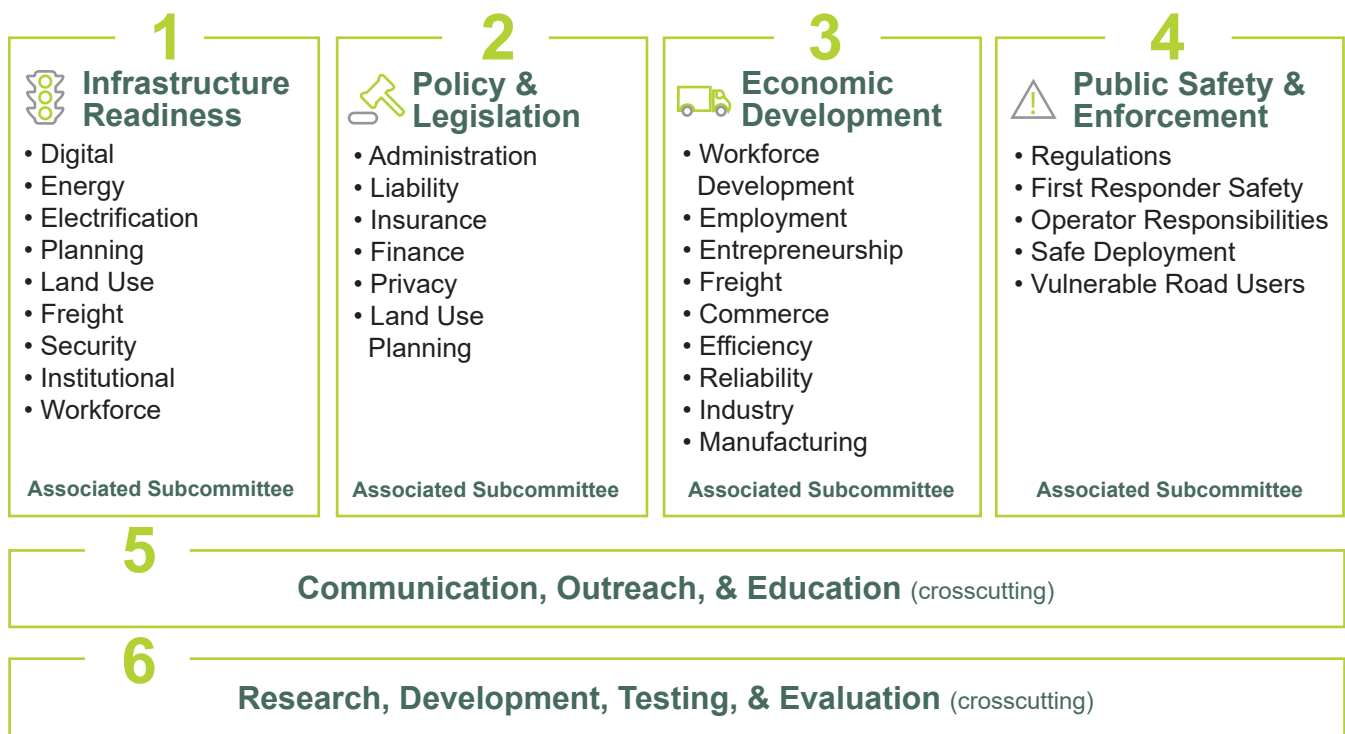 1
Infrastructure
Readiness
• Digital
• Energy
• Electrification
• Planning
• Land Use
• Freight
• Security
• Institutional
• Workforce
Associated Subcommittee
2
Policy &
Legislation
• Administration
• Liability
• Insurance
• Finance
• Privacy
• Land Use
Planning
Associated Subcommittee
3
Economic
Development
• Workforce
Development
• Employment
• Entrepreneurship
• Freight
• Commerce
• Efficiency
• Reliability
• Industry
• Manufacturing
Associated Subcommittee
4
Public Safety &
Enforcement
• Regulations
• First Responder Safety
• Operator Responsibilities
• Safe Deployment
• Vulnerable Road Users
Associated Subcommittee
5
Communication, Outreach, & Education (crosscutting)
6
Research, Development, Testing, & Evaluation (crosscutting)